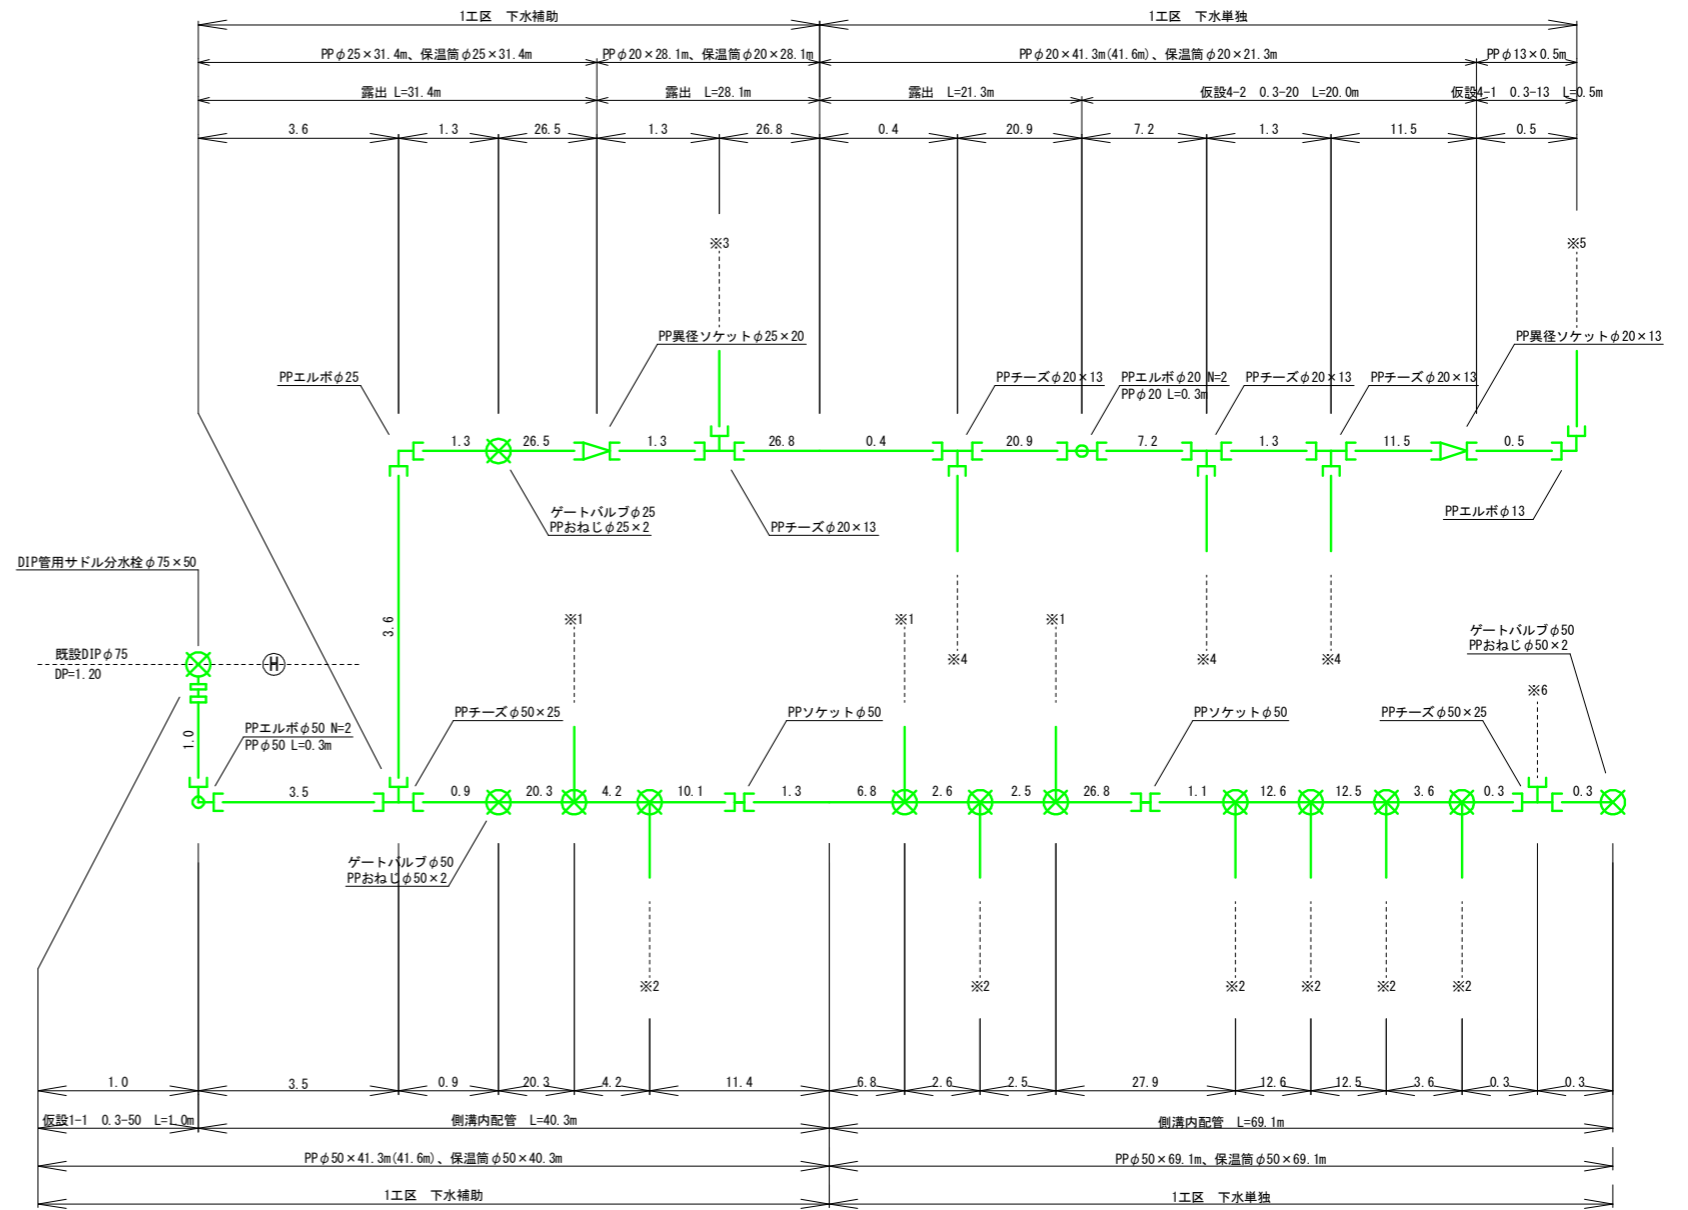 1工区　下水補助
1工区　下水単独
PPφ25×31.4m、保温筒φ25×31.4m
PPφ20×28.1m、保温筒φ20×28.1m
PPφ20×41.3m(41.6m)、保温筒φ20×21.3m
PPφ13×0.5m
露出　L=31.4m
露出　L=28.1m
露出　L=21.3m
仮設4-2　0.3-20　L=20.0m
仮設4-1　0.3-13　L=0.5m
3.6
1.3
26.5
1.3
26.8
0.4
20.9
7.2
1.3
11.5
0.5
※3
※5
PP異径ソケットφ25×20
PP異径ソケットφ20×13
PPエルボφ25
PPチーズφ20×13
PPエルボφ20 N=2
PPφ20 L=0.3m
PPチーズφ20×13
PPチーズφ20×13
1.3
26.5
1.3
26.8
0.4
20.9
7.2
1.3
11.5
0.5
ゲートバルブφ25
PPおねじφ25×2
PPチーズφ20×13
PPエルボφ13
DIP管用サドル分水栓φ75×50
3.6
※1
※1
※1
※4
※4
※4
ゲートバルブφ50
PPおねじφ50×2
既設DIPφ75
DP=1.20
H
※6
1.0
PPエルボφ50 N=2
PPφ50 L=0.3m
PPチーズφ50×25
PPソケットφ50
PPソケットφ50
PPチーズφ50×25
3.5
0.9
20.3
4.2
10.1
1.3
6.8
2.6
2.5
26.8
1.1
12.6
12.5
3.6
0.3
0.3
ゲートバルブφ50
PPおねじφ50×2
※2
※2
※2
※2
※2
※2
1.0
3.5
0.9
20.3
4.2
11.4
6.8
2.6
2.5
27.9
12.6
12.5
3.6
0.3
0.3
仮設1-1　0.3-50　L=1.0m
側溝内配管　L=40.3m
側溝内配管　L=69.1m
PPφ50×41.3m(41.6m)、保温筒φ50×40.3m
PPφ50×69.1m、保温筒φ50×69.1m
1工区　下水補助
1工区　下水単独